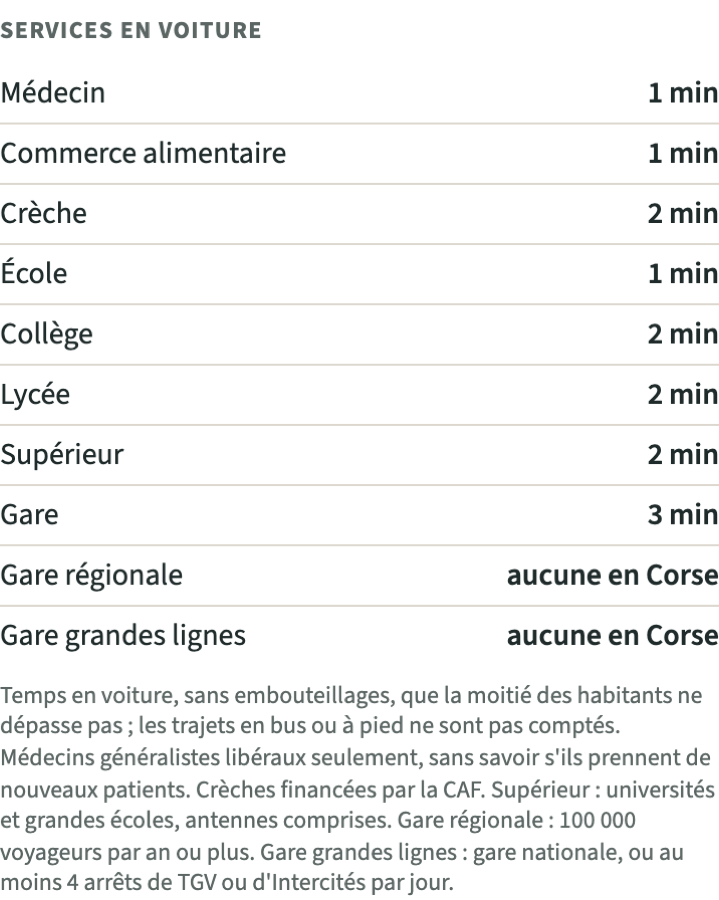 SERVICES EN VOITURE
Médecin 1 min
Commerce alimentaire 1 min
Crèche 2 min
École 1 min
Collège 2 min
Lycée 2 min
Supérieur 2 min
Gare 3 min
Gare régionale aucune en Corse
Gare grandes lignes aucune en Corse
Temps en voiture, sans embouteillages, que la moitié des habitants ne
dépasse pas ; les trajets en bus ou à pied ne sont pas comptés.
Médecins généralistes libéraux seulement, sans savoir s'ils prennent de
nouveaux patients. Crèches financées par la CAF. Supérieur : universités
et grandes écoles, antennes comprises. Gare régionale : 100 000
voyageurs par an ou plus. Gare grandes lignes : gare nationale, ou au
moins 4 arrêts de TGV ou d'Intercités par jour.